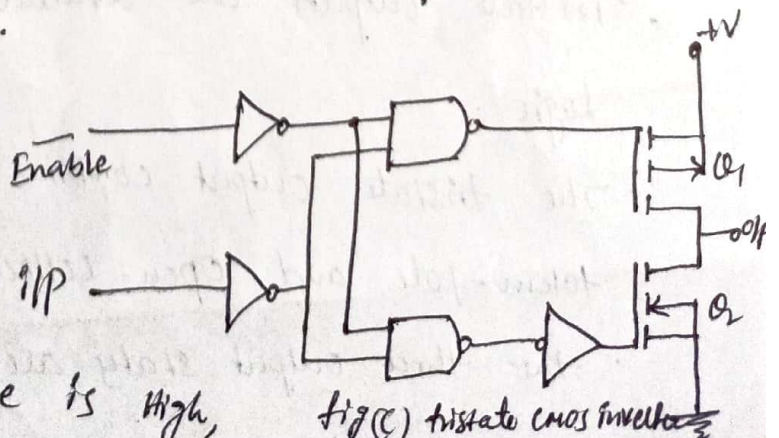 +V
Enable
Q1
O/P
I/P
Q2
e is High,
fig(c) tristate cmos inverter